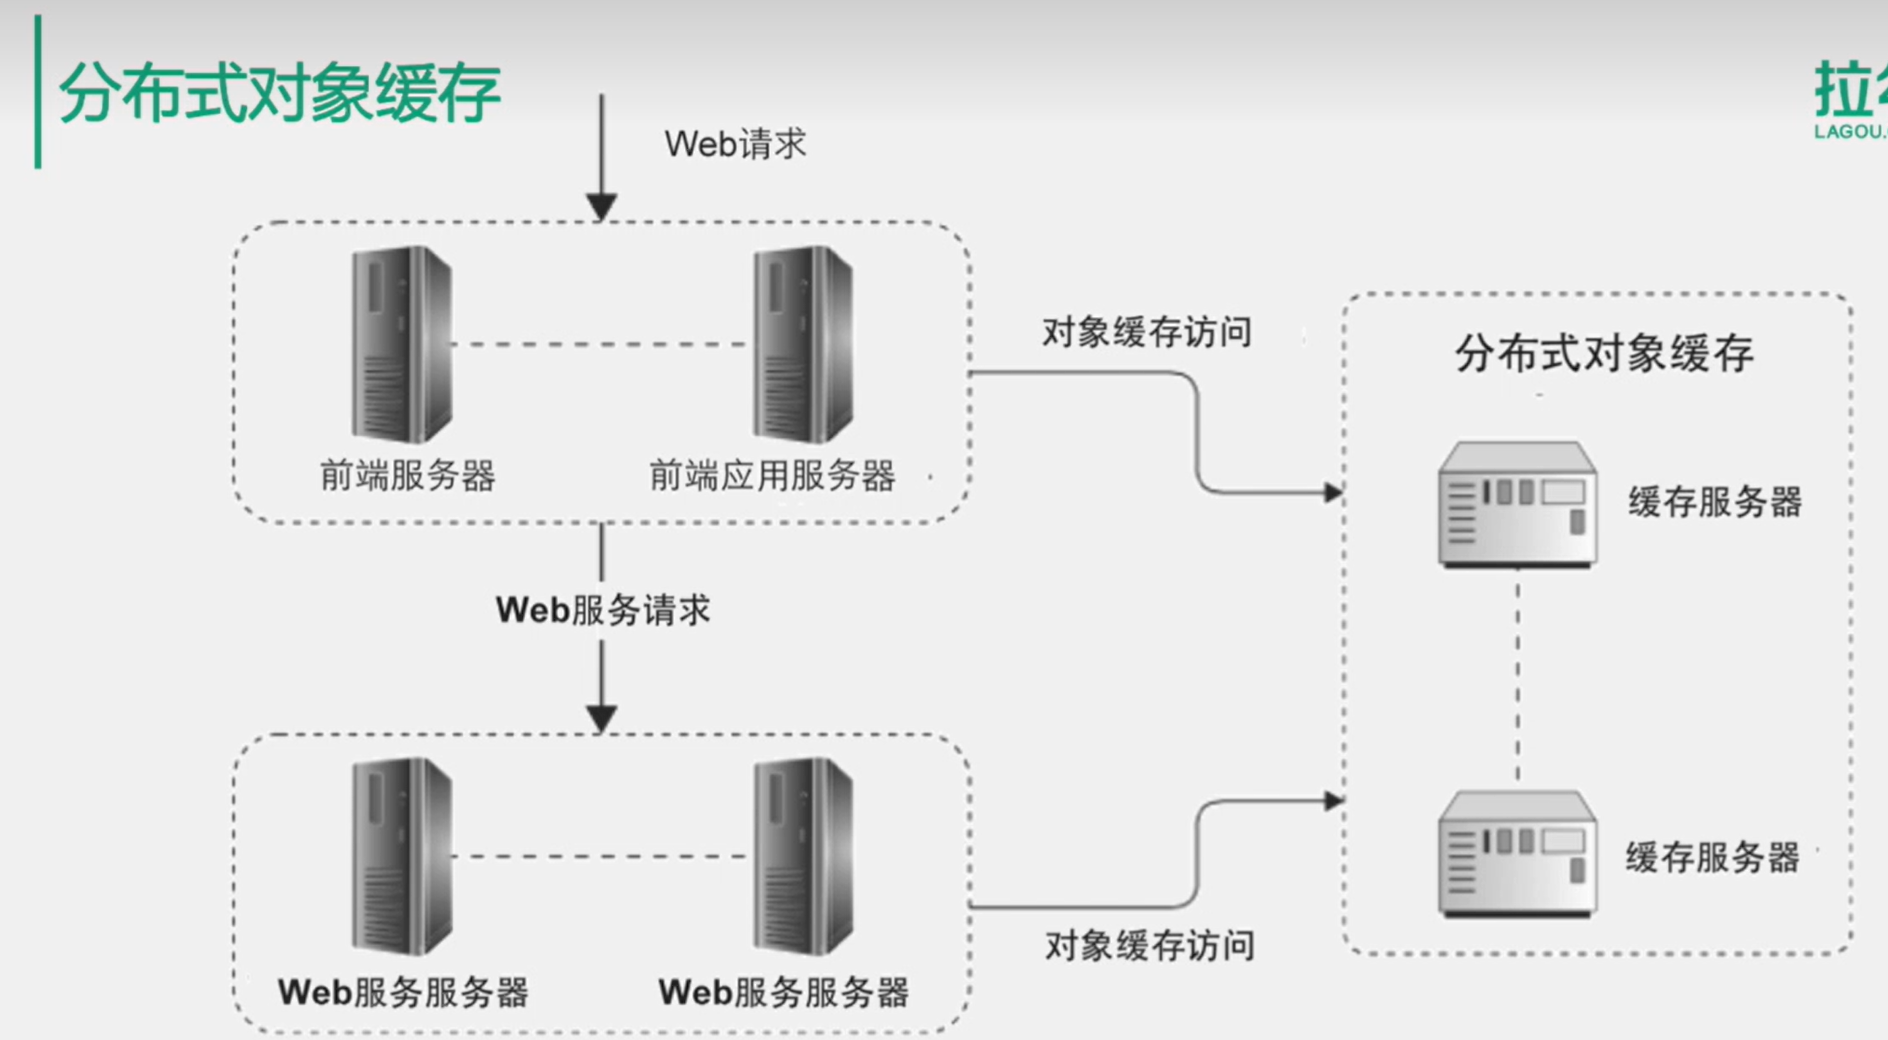 分布式对象缓存
拉
LAGOU.
Web请求
对象缓存访问
分布式对象缓存
前端服务器
前端应用服务器
缓存服务器
Web服务请求
缓存服务器
对象缓存访问
Web服务服务器
Web服务服务器